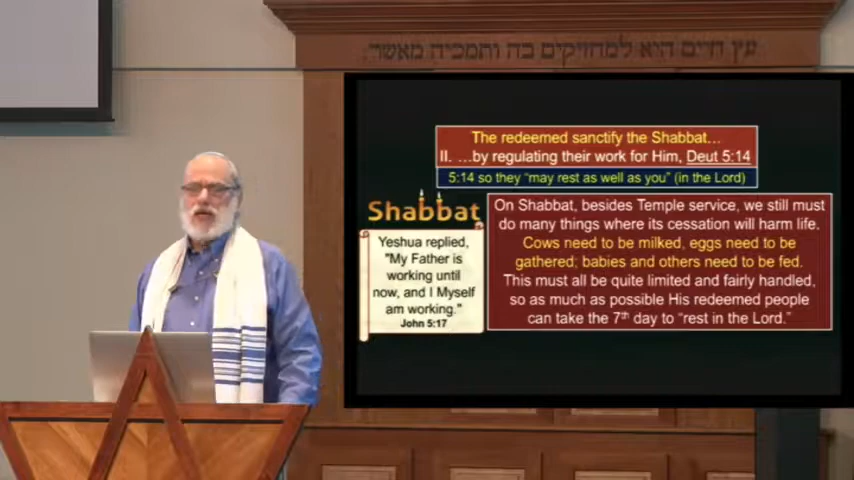 עץ חיים היא למחזיקים בה ותמכיה מאשר
The redeemed sanctify the Shabbat…
II. …by regulating their work for Him, Deut 5:14
5:14 so they “may rest as well as you” (in the Lord)
Shabbat
Yeshua replied,
"My Father is
working until
now, and I Myself
am working."
John 5:17
On Shabbat, besides Temple service, we still must
do many things where its cessation will harm life.
Cows need to be milked, eggs need to be
gathered; babies and others need to be fed.
This must all be quite limited and fairly handled,
so as much as possible His redeemed people
can take the 7th day to “rest in the Lord.”